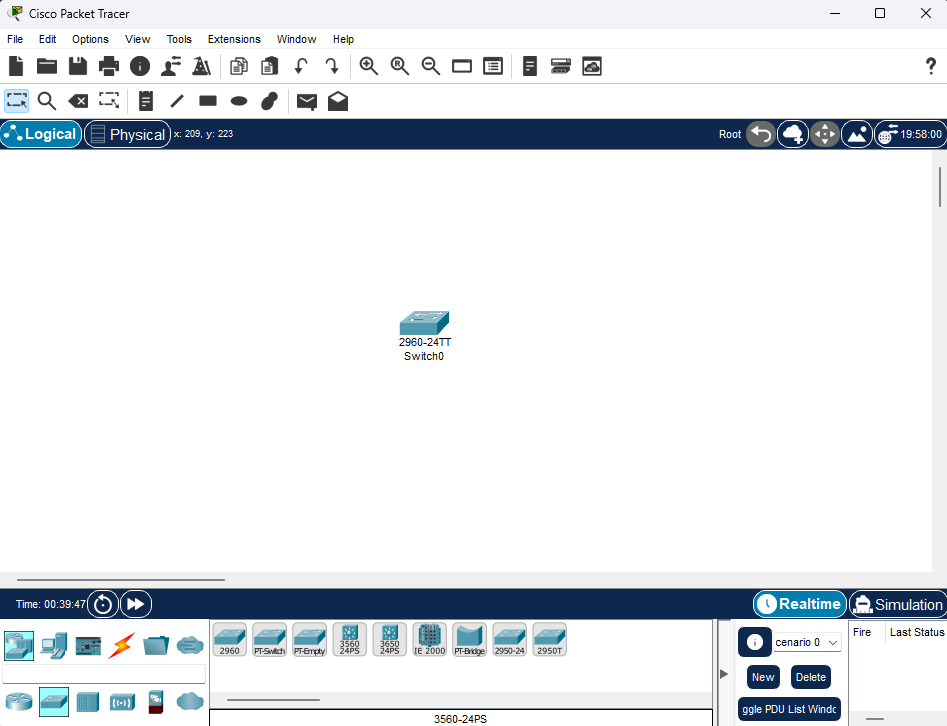 Cisco Packet Tracer
File Edit Options View Tools Extensions Window Help
Logical Physical x: 209, y: 223 Root 19:58:00
2960-24TT
Switch0
Time: 00:39:47 Realtime Simulation
2960 PT-Switch PT-Empty 3560 24PS 3650 24PS IE 2000 PT-Bridge 2950-24 2950T
cenario 0
Fire Last Status
New Delete
ggle PDU List Windo
3560-24PS